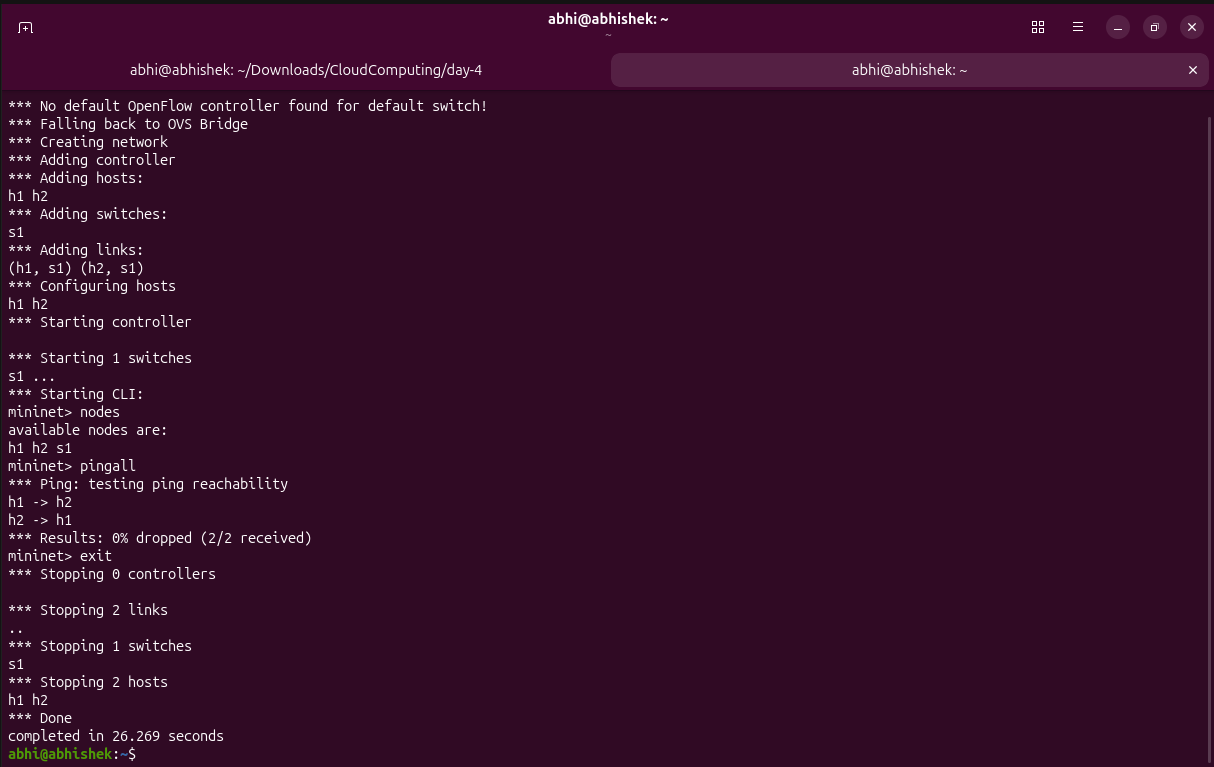 abhi@abhishek: ~
~
abhi@abhishek: ~/Downloads/CloudComputing/day-4
abhi@abhishek: ~
*** No default OpenFlow controller found for default switch!
*** Falling back to OVS Bridge
*** Creating network
*** Adding controller
*** Adding hosts:
h1 h2
*** Adding switches:
s1
*** Adding links:
(h1, s1) (h2, s1)
*** Configuring hosts
h1 h2
*** Starting controller

*** Starting 1 switches
s1 ...
*** Starting CLI:
mininet> nodes
available nodes are:
h1 h2 s1
mininet> pingall
*** Ping: testing ping reachability
h1 -> h2
h2 -> h1
*** Results: 0% dropped (2/2 received)
mininet> exit
*** Stopping 0 controllers

*** Stopping 2 links
..
*** Stopping 1 switches
s1
*** Stopping 2 hosts
h1 h2
*** Done
completed in 26.269 seconds
abhi@abhishek:~$